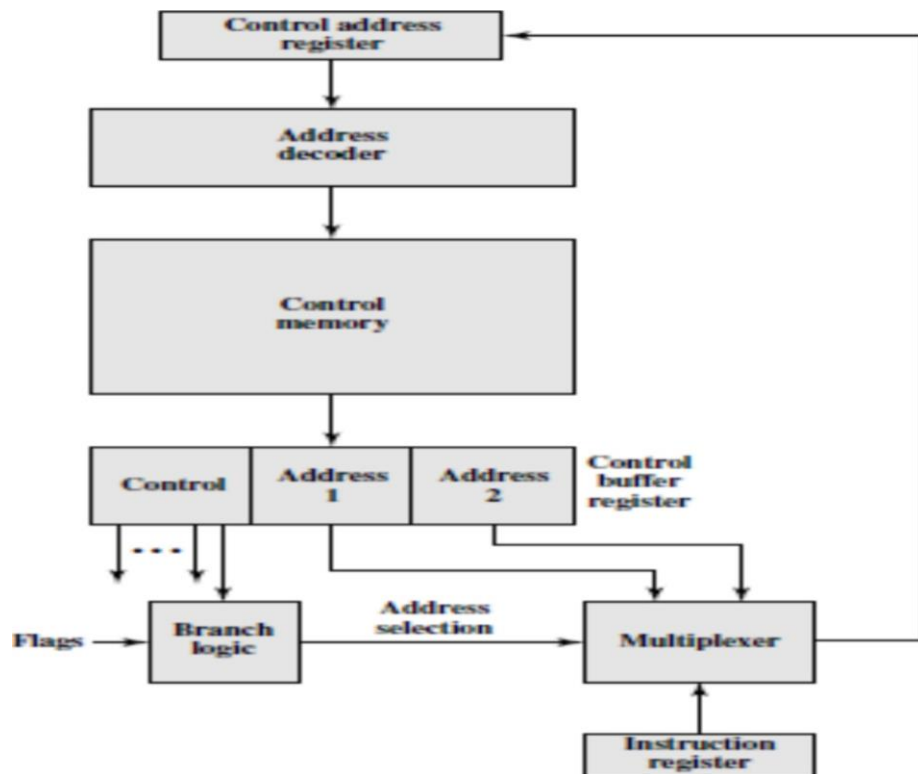 Control address
register
Address
decoder
Control
memory
Control
Address
1
Address
2
Control
buffer
register
Flags
Branch
logic
Address
selection
Multiplexer
Instruction
register